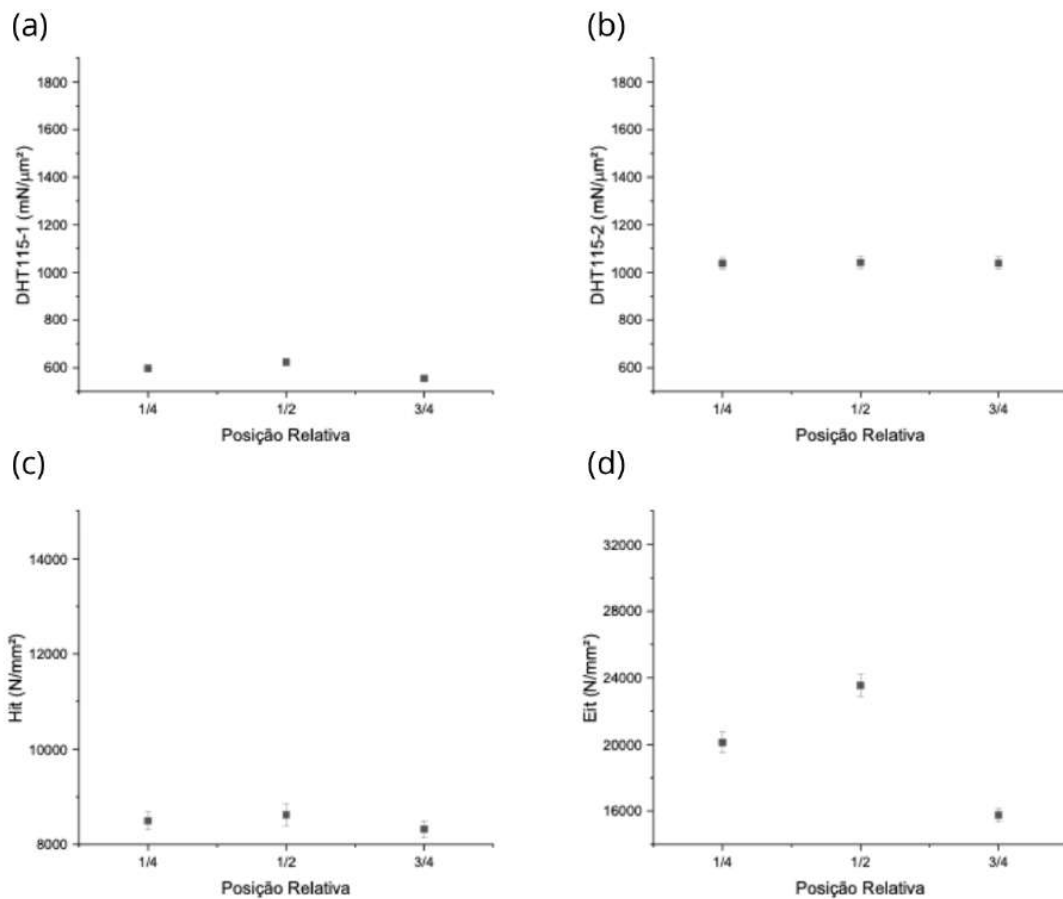 (a)
DHT115-1 (mN/µm²)
1800
1600
1400
1200
1000
800
600
1/4
1/2
3/4
Posição Relativa
(b)
DHT115-2 (mN/µm²)
1800
1600
1400
1200
1000
800
600
1/4
1/2
3/4
Posição Relativa
(c)
Hit (N/mm²)
14000
12000
10000
8000
1/4
1/2
3/4
Posição Relativa
(d)
Eit (N/mm²)
32000
28000
24000
20000
16000
1/4
1/2
3/4
Posição Relativa